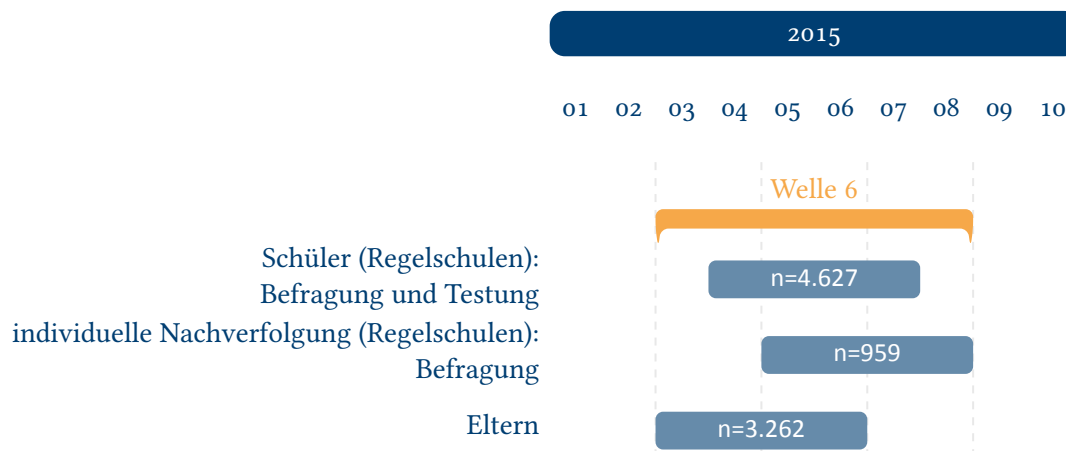 2015
01 02 03 04 05 06 07 08 09 10
Welle 6
Schüler (Regelschulen):
Befragung und Testung
n=4.627
individuelle Nachverfolgung (Regelschulen):
Befragung
n=959
Eltern
n=3.262